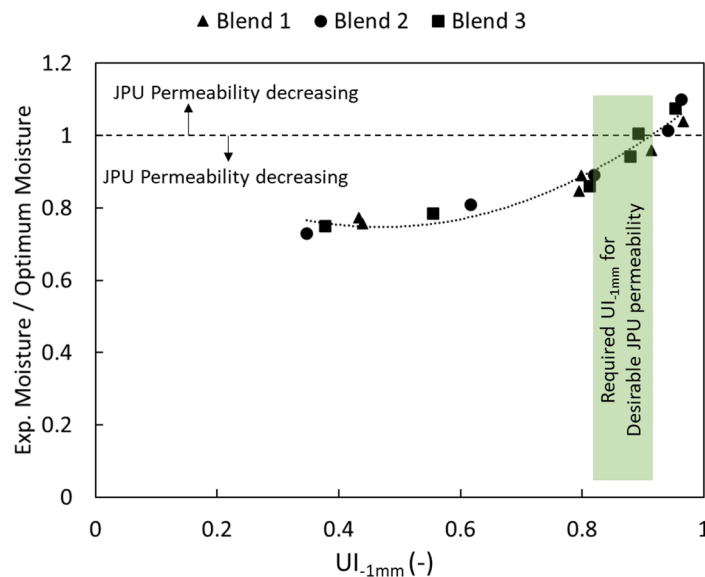 ▲ Blend 1 ● Blend 2 ■ Blend 3
1.2
JPU Permeability decreasing
1
JPU Permeability decreasing
0.8
0.6
0.4
0.2
0
Exp. Moisture / Optimum Moisture
Required UI-1mm for
Desirable JPU permeability
0 0.2 0.4 0.6 0.8 1
UI-1mm (-)